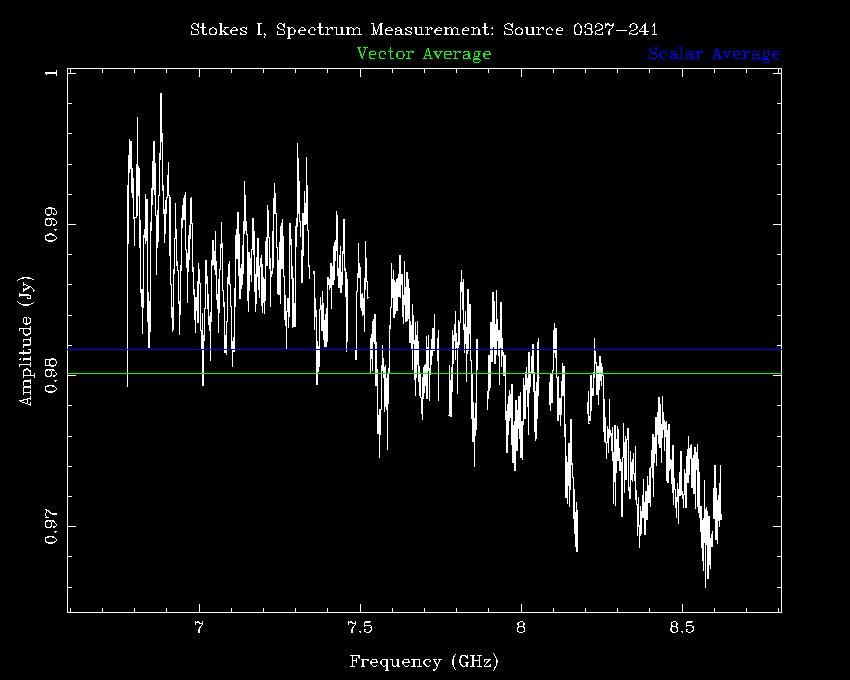 Stokes I, Spectrum Measurement: Source 0327-241
Vector Average Scalar Average
1
0.99
0.98
0.97
Amplitude (Jy)
7 7.5 8 8.5
Frequency (GHz)